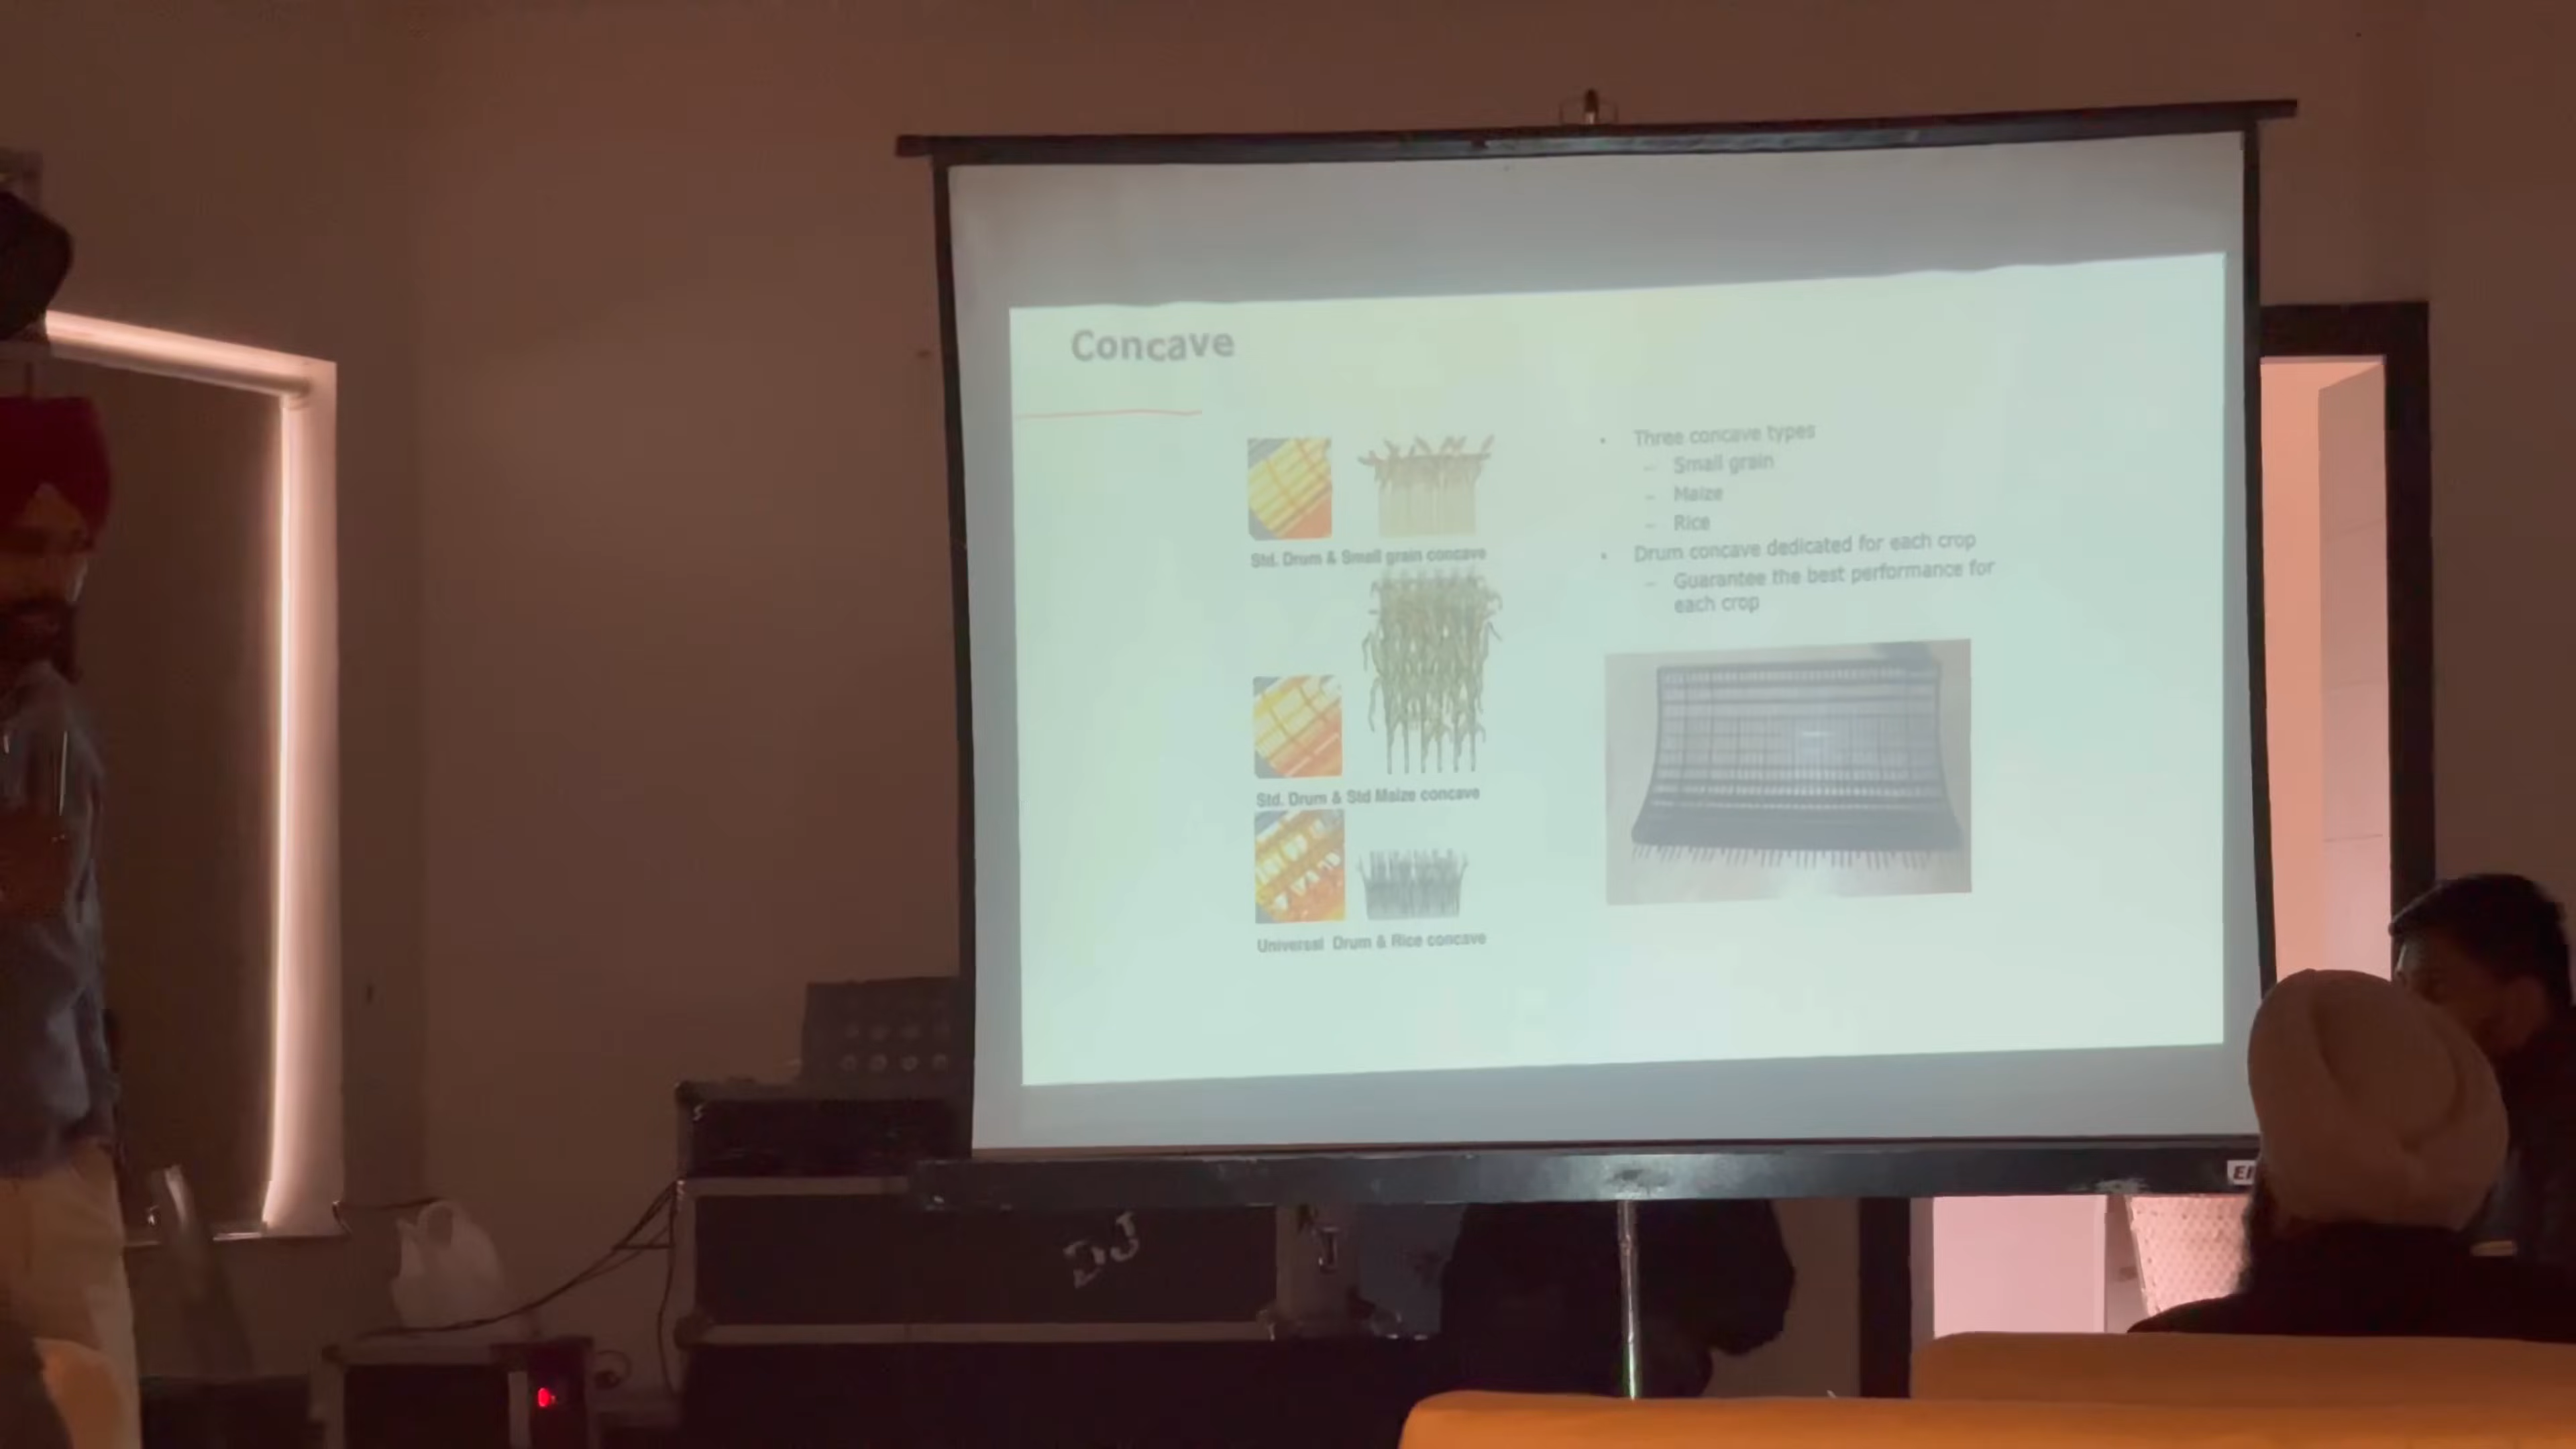 Concave
Std. Drum & Small grain concave
Std. Drum & Std Maize concave
Universal Drum & Rice concave
• Three concave types
– Small grain
– Maize
– Rice
• Drum concave dedicated for each crop
– Guarantee the best performance for
each crop
DJ